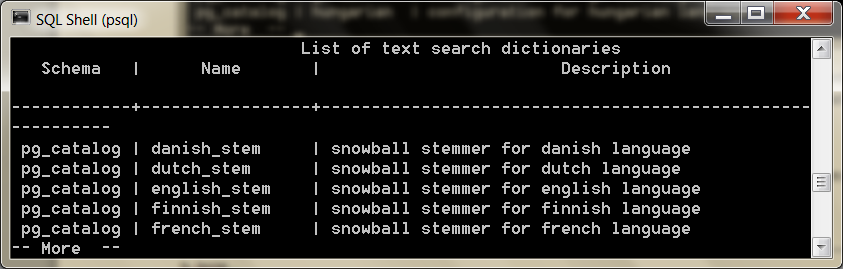 SQL Shell (psql)
List of text search dictionaries
Schema | Name | Description
------------+-----------------+-------------------------------------------------
----------
pg_catalog | danish_stem | snowball stemmer for danish language
pg_catalog | dutch_stem | snowball stemmer for dutch language
pg_catalog | english_stem | snowball stemmer for english language
pg_catalog | finnish_stem | snowball stemmer for finnish language
pg_catalog | french_stem | snowball stemmer for french language
-- More --